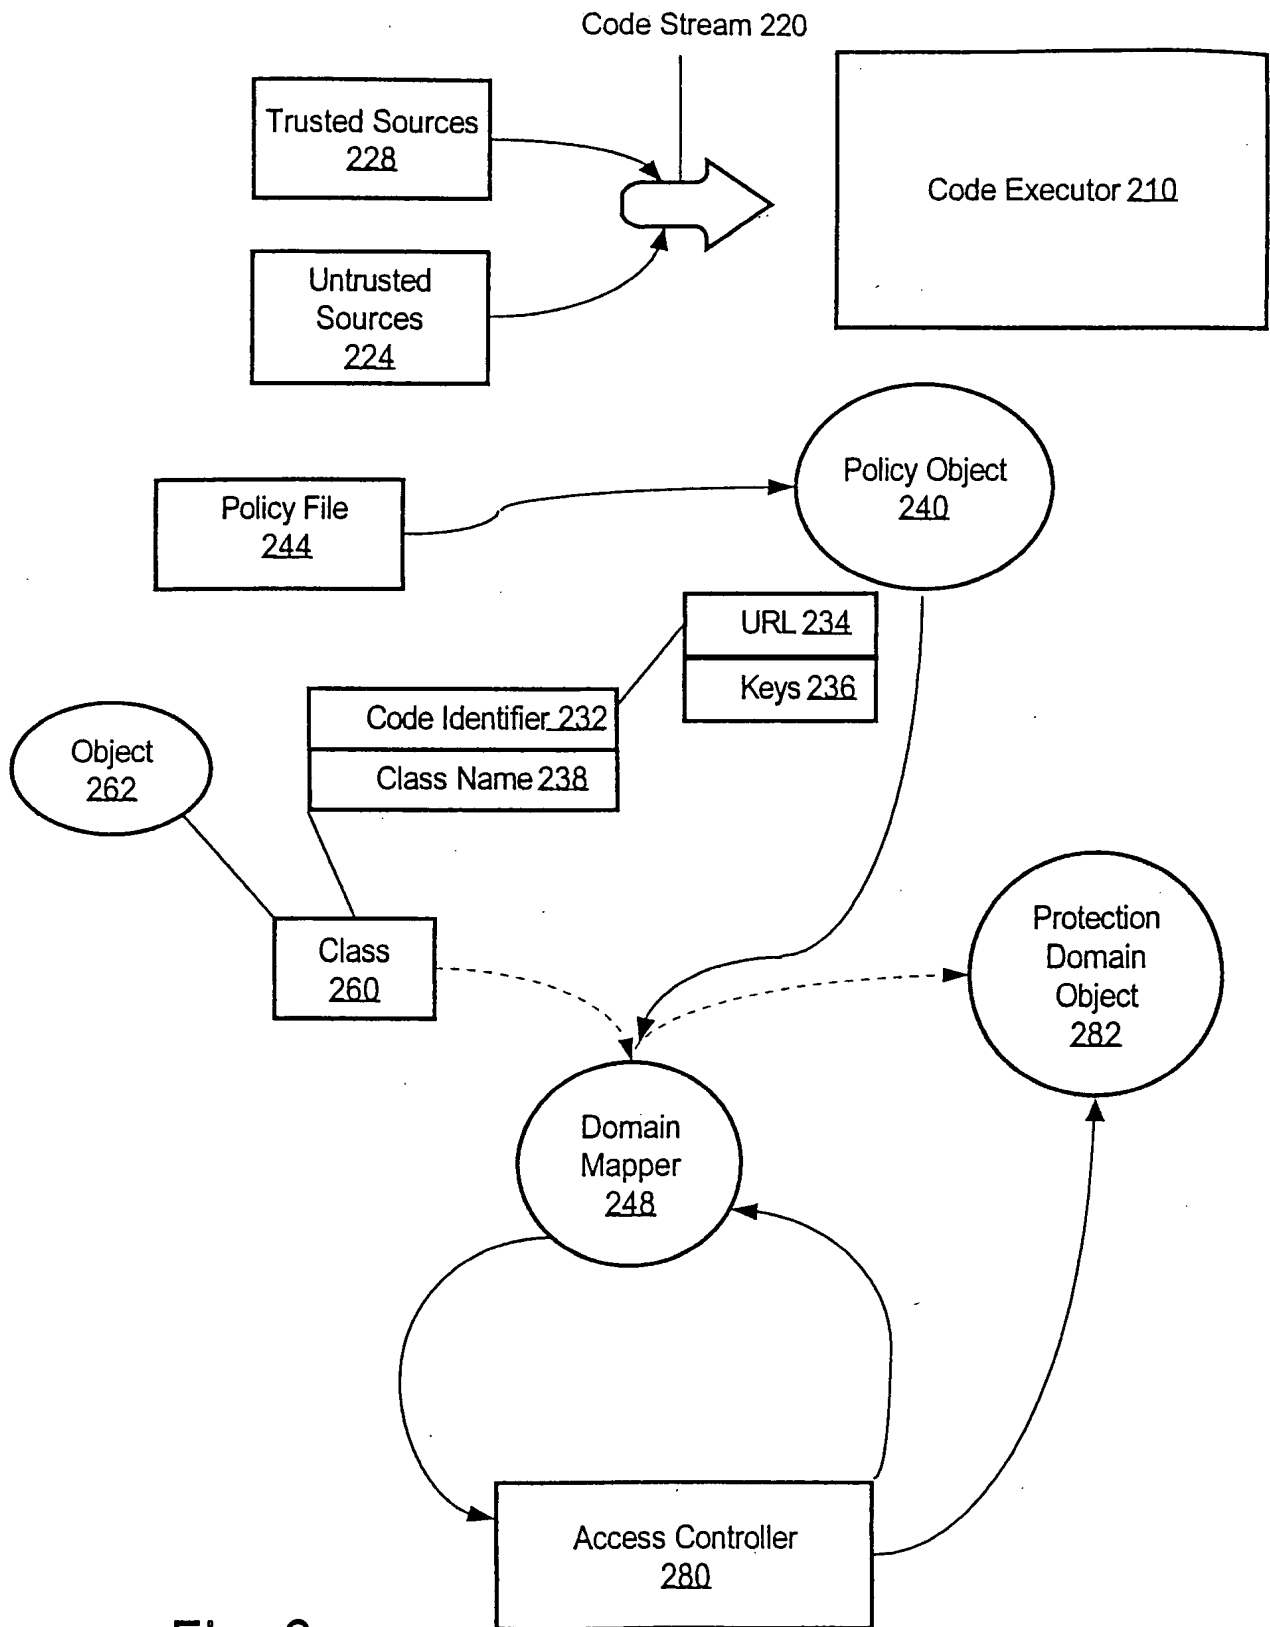 Code Stream 220
Trusted Sources
228
Code Executor 210
Untrusted
Sources
224
Policy Object
240
Policy File
244
URL 234
Keys 236
Code Identifier 232
Class Name 238
Object
262
Class
260
Protection
Domain
Object
282
Domain
Mapper
248
Access Controller
280